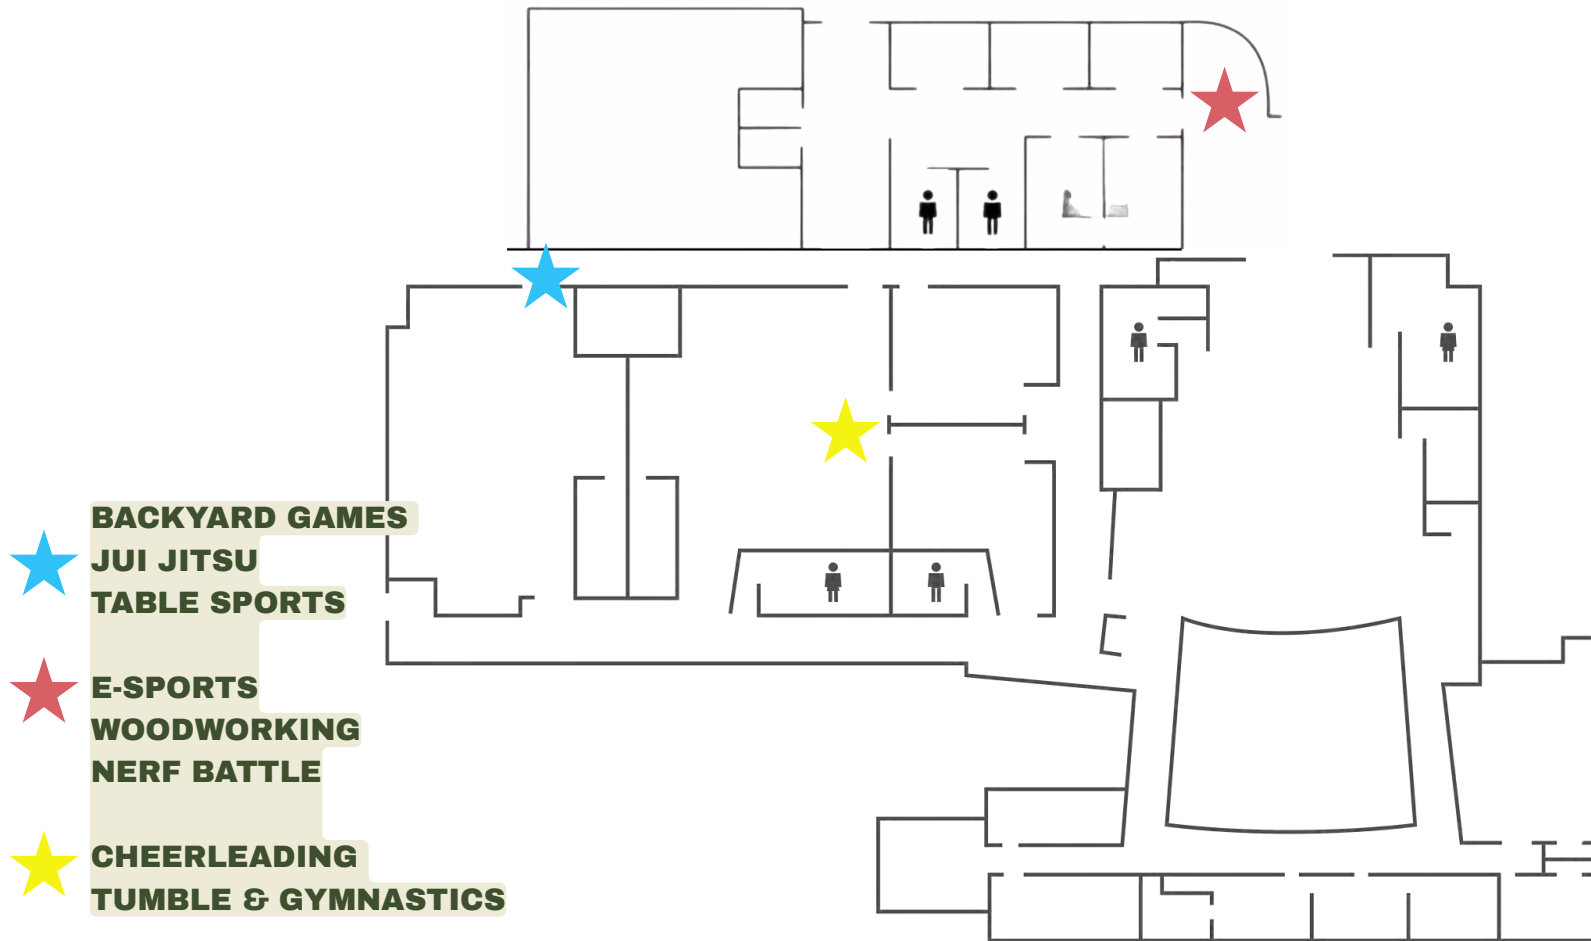 BACKYARD GAMES
JUI JITSU
TABLE SPORTS
E-SPORTS
WOODWORKING
NERF BATTLE
CHEERLEADING
TUMBLE & GYMNASTICS